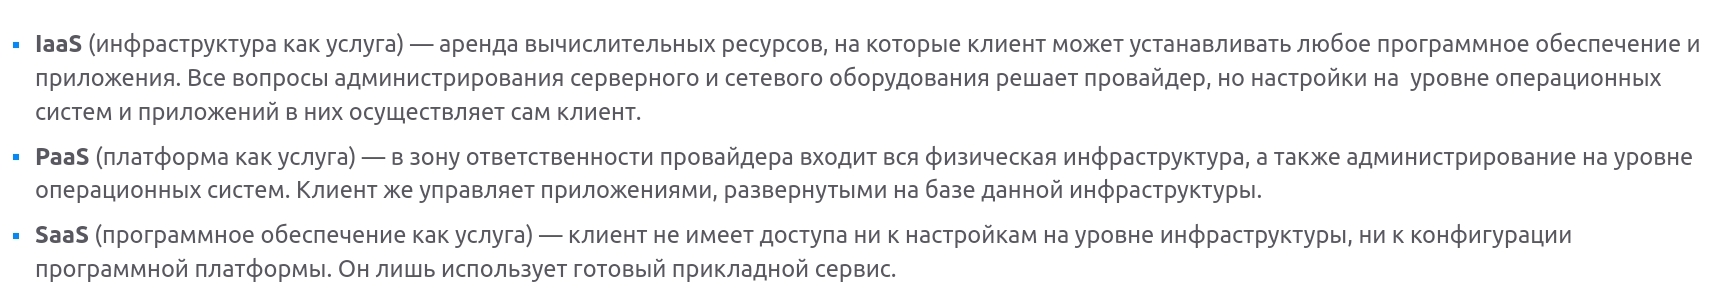 ▪ IaaS (инфраструктура как услуга) — аренда вычислительных ресурсов, на которые клиент может устанавливать любое программное обеспечение и
приложения. Все вопросы администрирования серверного и сетевого оборудования решает провайдер, но настройки на  уровне операционных
систем и приложений в них осуществляет сам клиент.
▪ PaaS (платформа как услуга) — в зону ответственности провайдера входит вся физическая инфраструктура, а также администрирование на уровне
операционных систем. Клиент же управляет приложениями, развернутыми на базе данной инфраструктуры.
▪ SaaS (программное обеспечение как услуга) — клиент не имеет доступа ни к настройкам на уровне инфраструктуры, ни к конфигурации
программной платформы. Он лишь использует готовый прикладной сервис.